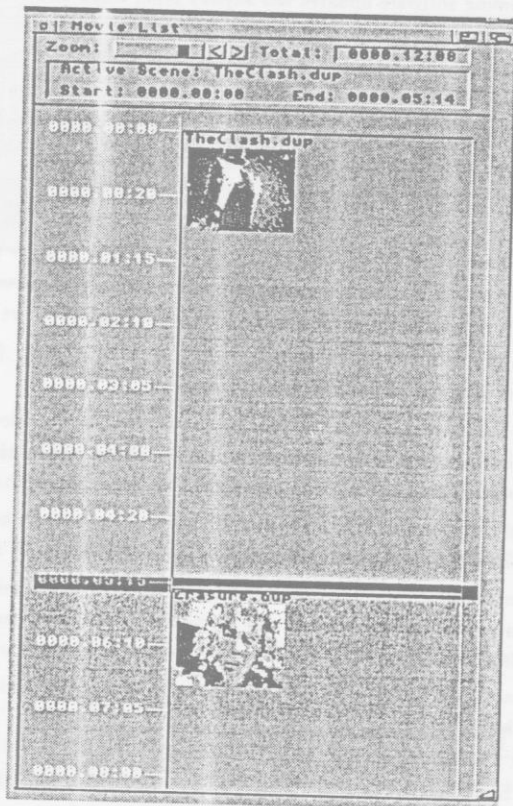 Movie List
Zoom: < > Total: 0000.12:00
Active Scene: TheClash.dup
Start: 0000.00:00 End: 0000.05:14
0000.00:00
TheClash.dup
0000.00:20
0000.01:15
0000.02:10
0000.03:05
0000.04:00
0000.04:20
0000.05:15
Erasure.dup
0000.06:10
0000.07:05
0000.08:00